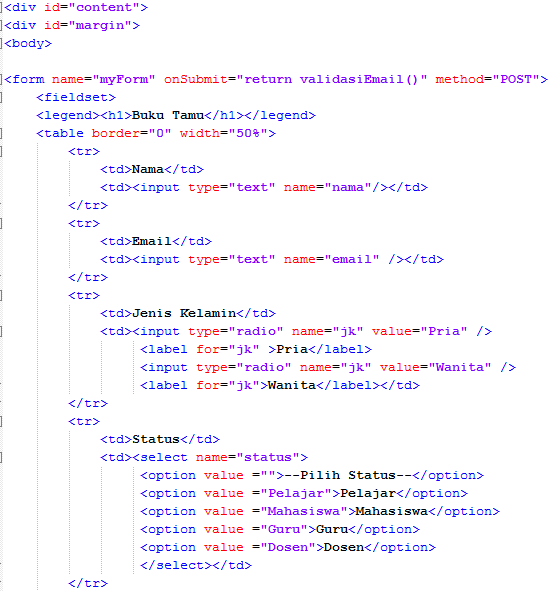 <div id="content">
<div id="margin">
<body>
<form name="myForm" onSubmit="return validasiEmail()" method="POST">
<fieldset>
<legend><h1>Buku Tamu</h1></legend>
<table border="0" width="50%">
<tr>
<td>Nama</td>
<td><input type="text" name="nama"/></td>
</tr>
<tr>
<td>Email</td>
<td><input type="text" name="email" /></td>
</tr>
<tr>
<td>Jenis Kelamin</td>
<td><input type="radio" name="jk" value="Pria" />
<label for="jk" >Pria</label>
<input type="radio" name="jk" value="Wanita" />
<label for="jk">Wanita</label></td>
</tr>
<tr>
<td>Status</td>
<td><select name="status">
<option value ="">--Pilih Status--</option>
<option value ="Pelajar">Pelajar</option>
<option value ="Mahasiswa">Mahasiswa</option>
<option value ="Guru">Guru</option>
<option value ="Dosen">Dosen</option>
</select></td>
</tr>